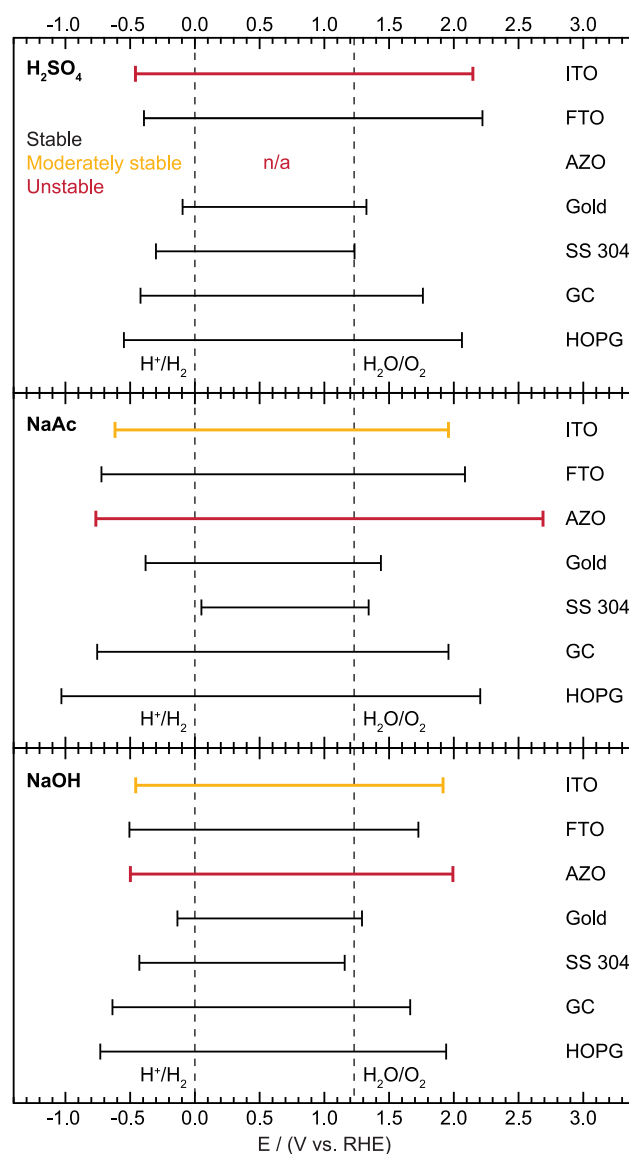 -1.0 -0.5 0.0 0.5 1.0 1.5 2.0 2.5 3.0
H₂SO₄
ITO
FTO
Stable
Moderately stable
n/a
AZO
Unstable
Gold
SS 304
GC
HOPG
H⁺/H₂ H₂O/O₂
NaAc
ITO
FTO
AZO
Gold
SS 304
GC
HOPG
H⁺/H₂ H₂O/O₂
NaOH
ITO
FTO
AZO
Gold
SS 304
GC
HOPG
H⁺/H₂ H₂O/O₂
-1.0 -0.5 0.0 0.5 1.0 1.5 2.0 2.5 3.0
E / (V vs. RHE)